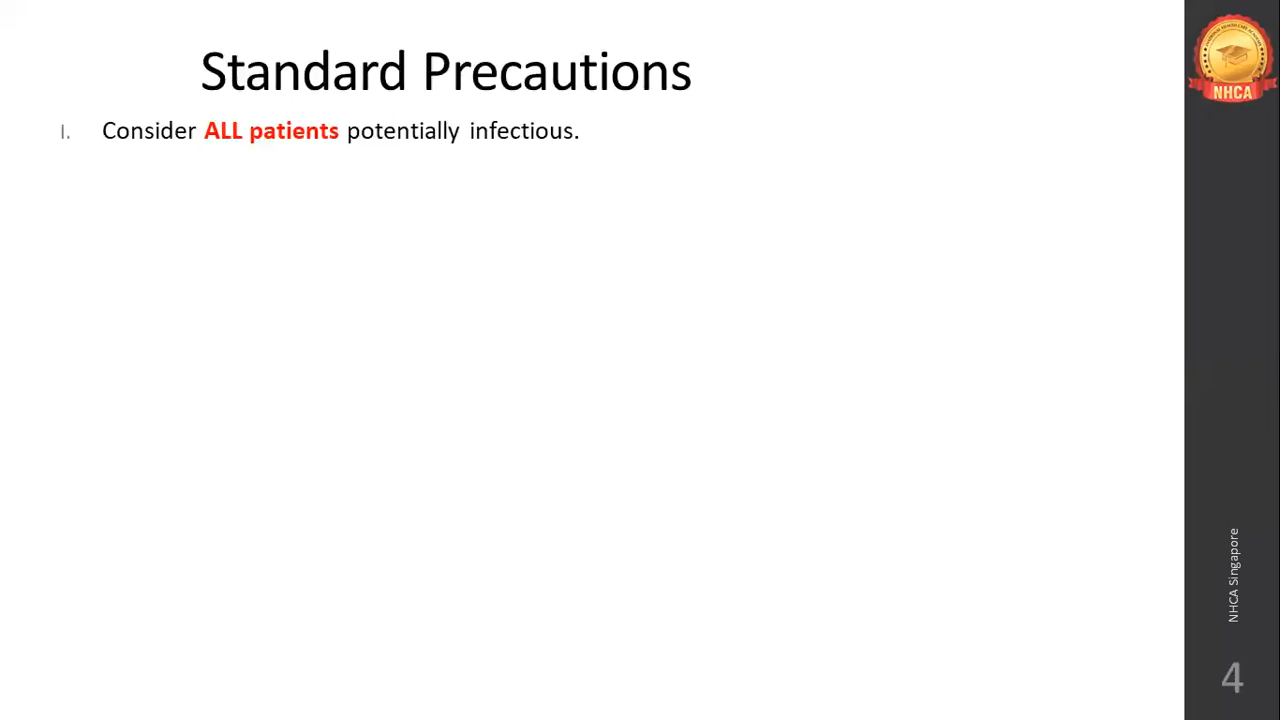 Standard Precautions
I. Consider ALL patients potentially infectious.
NHCA
NHCA Singapore
4